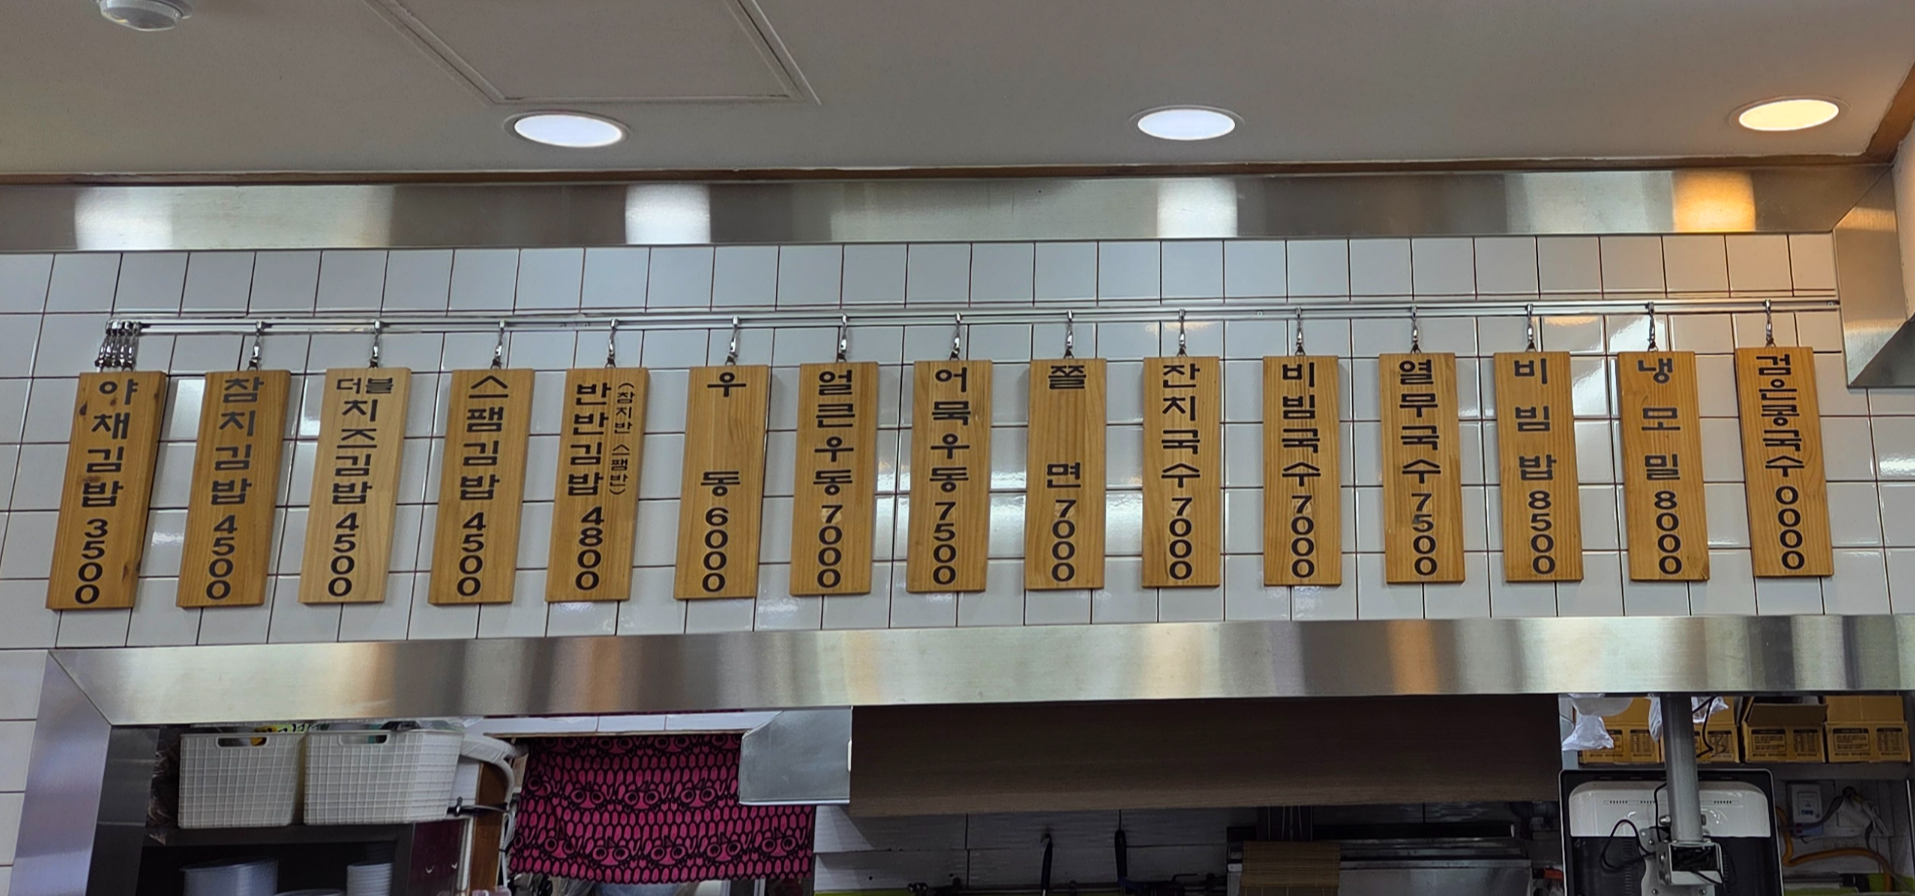 야채김밥 3500
참치김밥 4500
더블치즈김밥 4500
스팸김밥 4500
반반김밥 4800
(참치반 스팸반)
우동 6000
얼큰우동 7000
어묵우동 7500
쫄면 7000
잔치국수 7000
비빔국수 7000
열무국수 7500
비빔밥 8500
냉모밀 8000
검은콩국수 0000